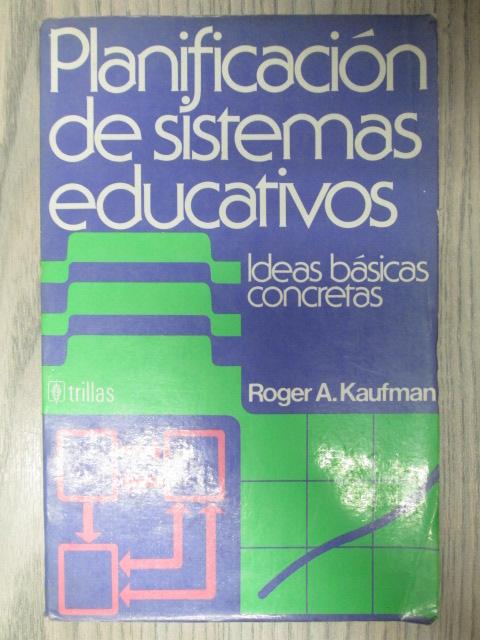 Planificación
de sistemas
educativos
Ideas básicas
concretas
trillas
Roger A. Kaufman